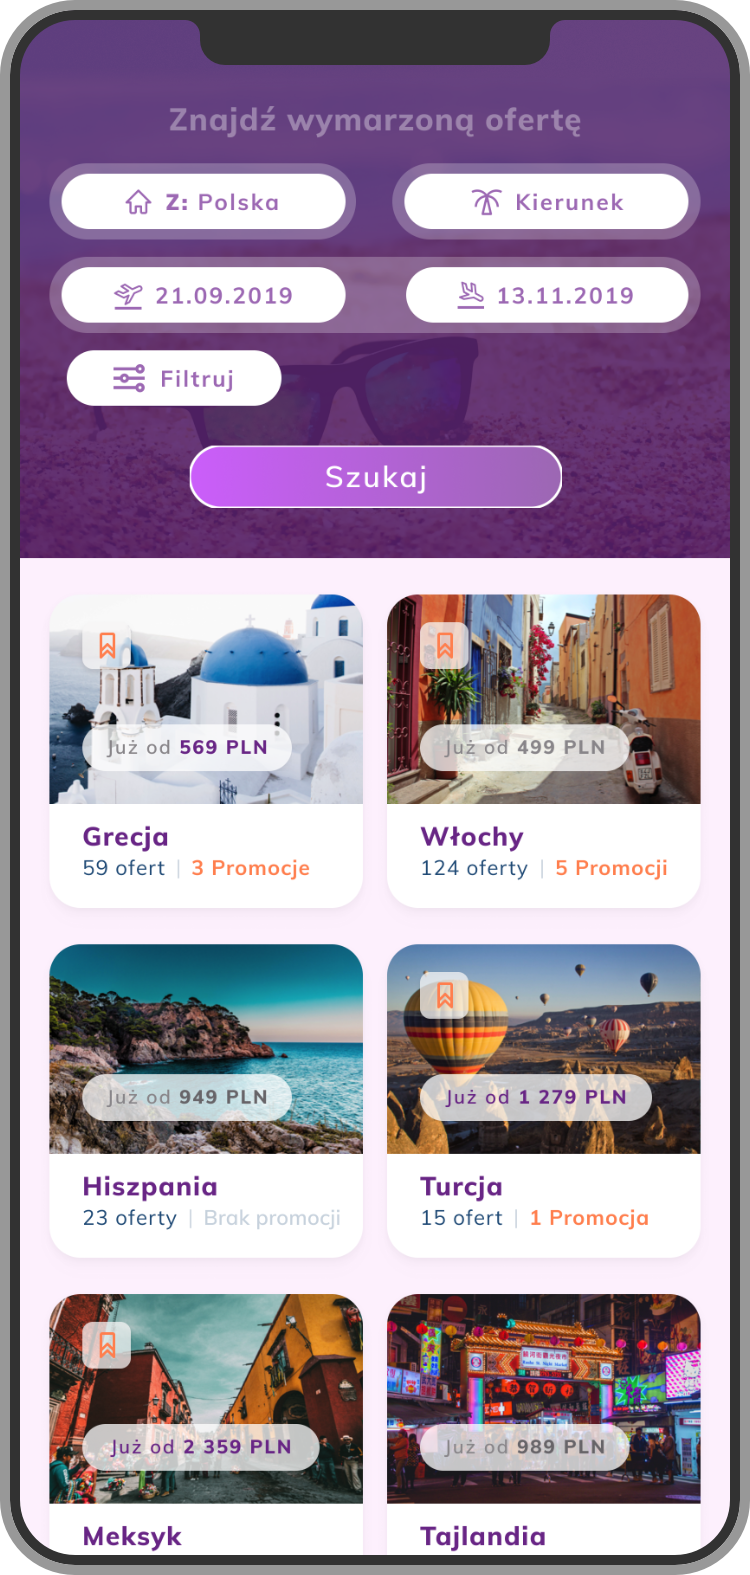 Znajdź wymarzoną ofertę
Z: Polska
Kierunek
21.09.2019
13.11.2019
Filtruj
Szukaj
Już od 569 PLN
Już od 499 PLN
Grecja
59 ofert | 3 Promocje
Włochy
124 oferty | 5 Promocji
Już od 949 PLN
Już od 1 279 PLN
Hiszpania
23 oferty | Brak promocji
Turcja
15 ofert | 1 Promocja
Już od 2 359 PLN
Już od 989 PLN
Meksyk
Tajlandia